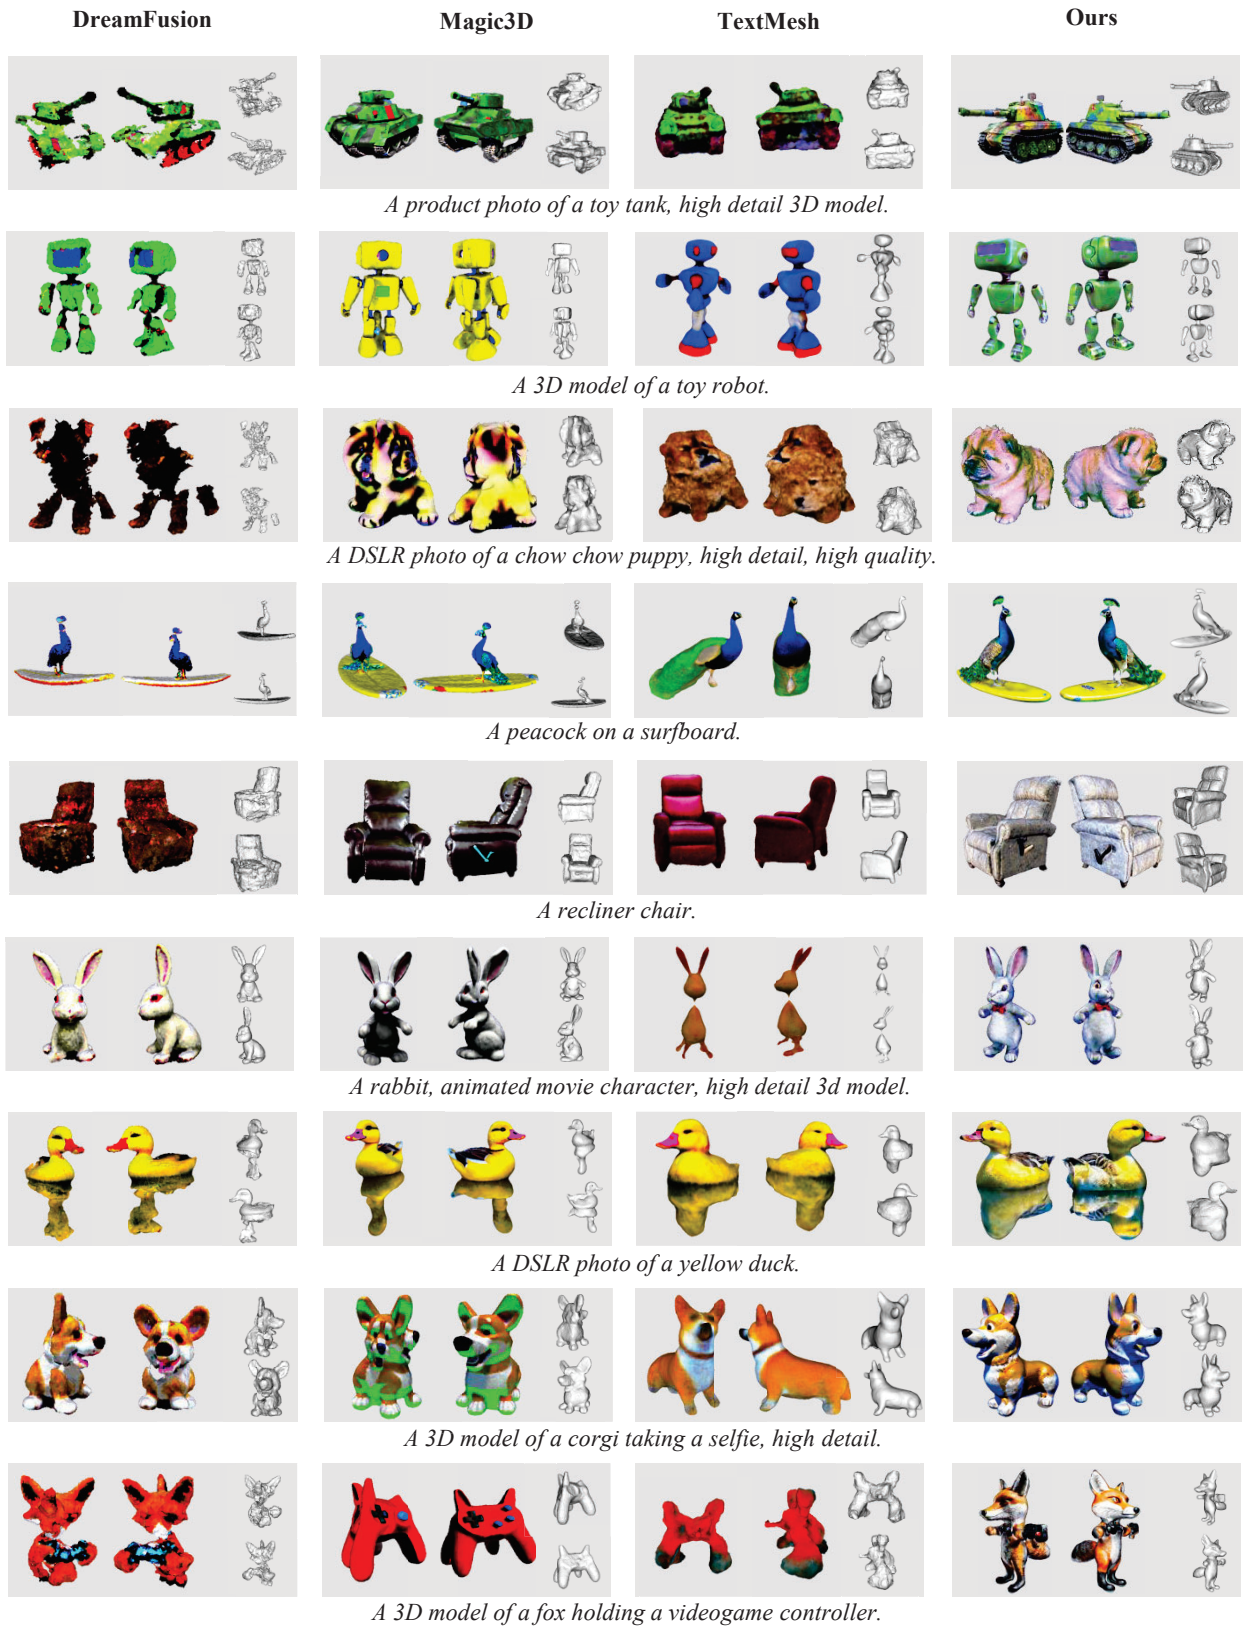 DreamFusion Magic3D TextMesh Ours
A product photo of a toy tank, high detail 3D model.
A 3D model of a toy robot.
A DSLR photo of a chow chow puppy, high detail, high quality.
A peacock on a surfboard.
A recliner chair.
A rabbit, animated movie character, high detail 3d model.
A DSLR photo of a yellow duck.
A 3D model of a corgi taking a selfie, high detail.
A 3D model of a fox holding a videogame controller.